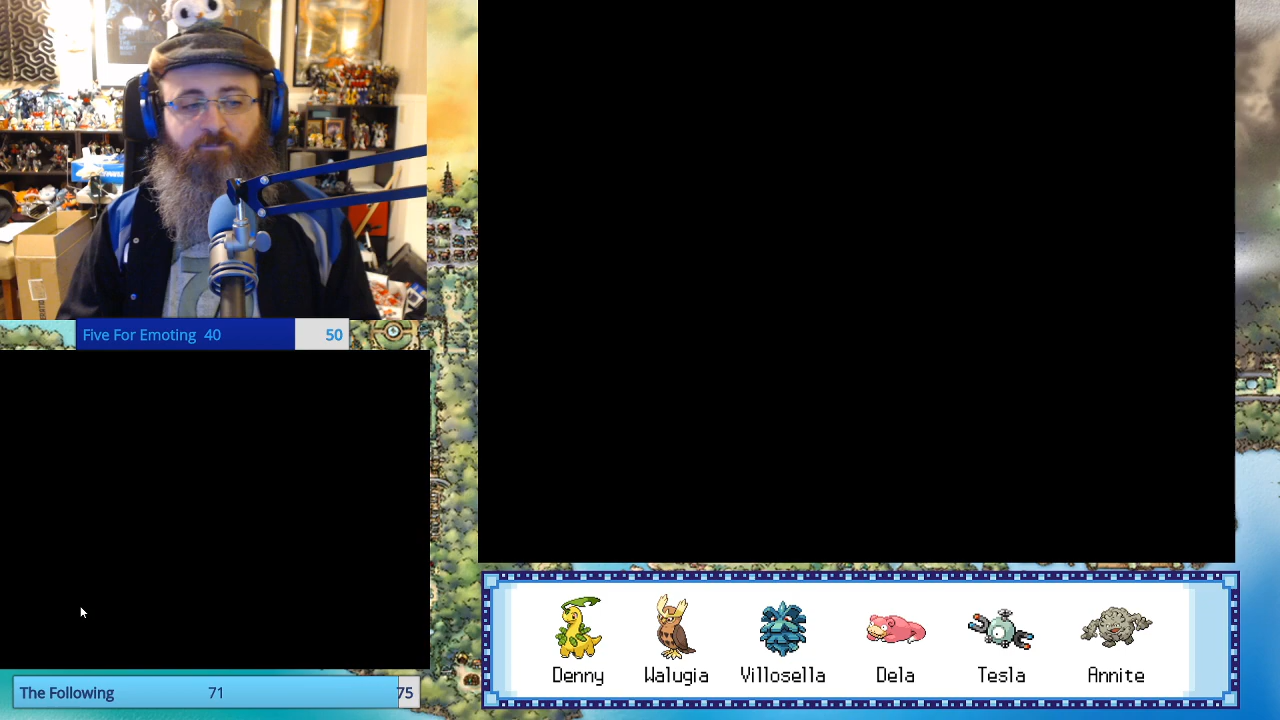 Five For Emoting 40 50
The Following 71 75
Denny Walugia Villosella Dela Tesla Annite